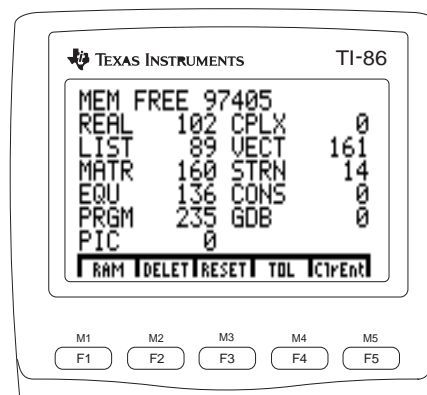 TEXAS INSTRUMENTS TI-86
MEM FREE 97405
REAL 102 CPLX 0
LIST 89 VECT 161
MATR 160 STRN 14
EQU 136 CONS 0
PRGM 235 GDB 0
PIC 0
RAM DELET RESET TOL ClrEnt
M1 M2 M3 M4 M5
F1 F2 F3 F4 F5